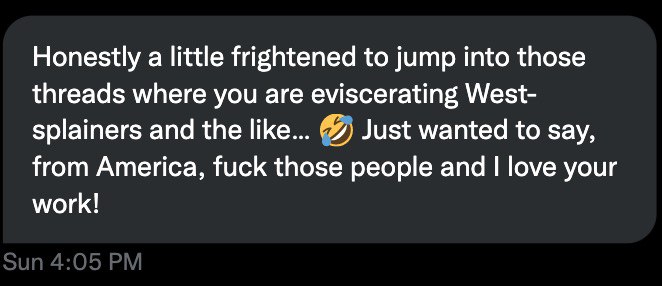 Honestly a little frightened to jump into those
threads where you are eviscerating West-
splainers and the like... 🤣 Just wanted to say,
from America, fuck those people and I love your
work!
Sun 4:05 PM